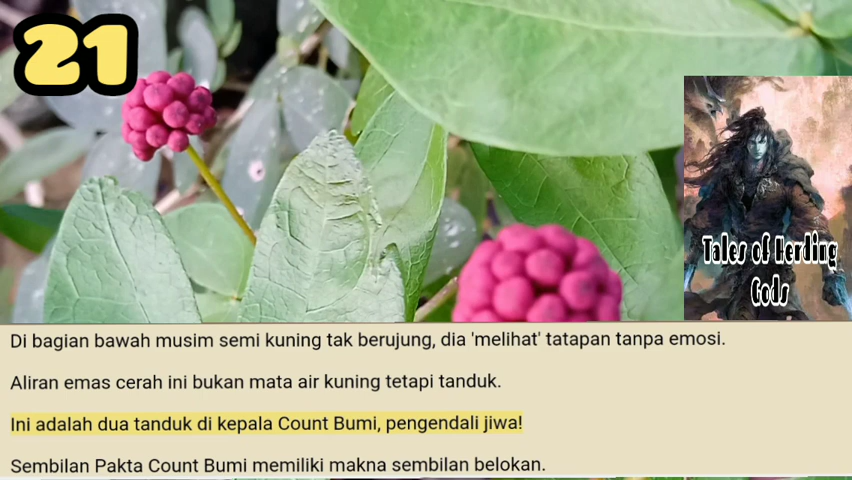 21
Tales of Herding
Gods
Di bagian bawah musim semi kuning tak berujung, dia 'melihat' tatapan tanpa emosi.
Aliran emas cerah ini bukan mata air kuning tetapi tanduk.
Ini adalah dua tanduk di kepala Count Bumi, pengendali jiwa!
Sembilan Pakta Count Bumi memiliki makna sembilan belokan.